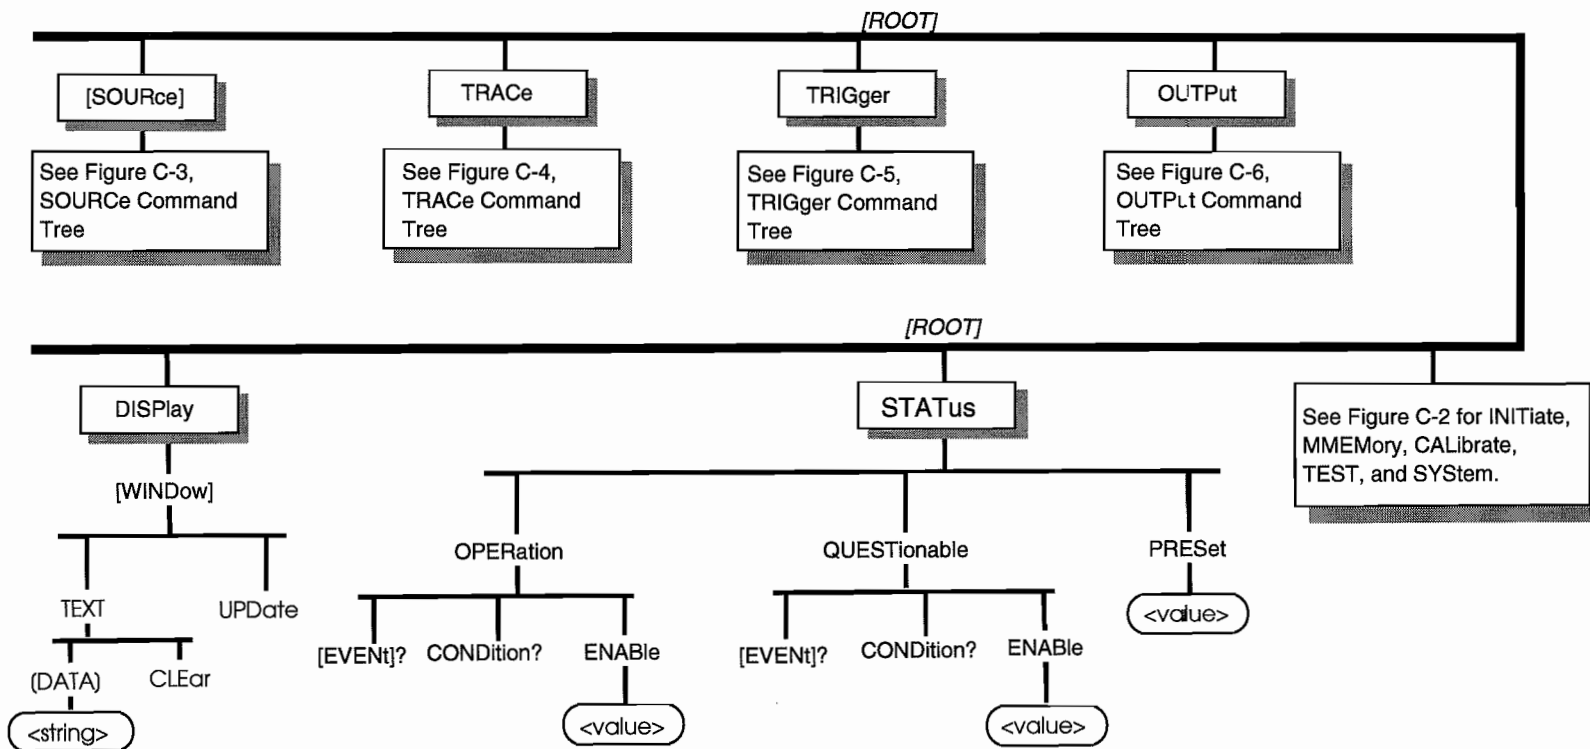 [ROOT]
[SOURce]
TRACe
TRIGger
OUTPut
See Figure C-3,
SOURCe Command
Tree
See Figure C-4,
TRACe Command
Tree
See Figure C-5,
TRIGger Command
Tree
See Figure C-6,
OUTPut Command
Tree
[ROOT]
DISPlay
STATus
See Figure C-2 for INITiate,
MMEMory, CALibrate,
TEST, and SYStem.
[WINDow]
OPERation
QUESTionable
PRESet
TEXT
UPDate
<value>
[EVENt]?
CONDition?
ENABle
[EVENt]?
CONDition?
ENABle
(DATA)
CLEar
<string>
<value>
<value>